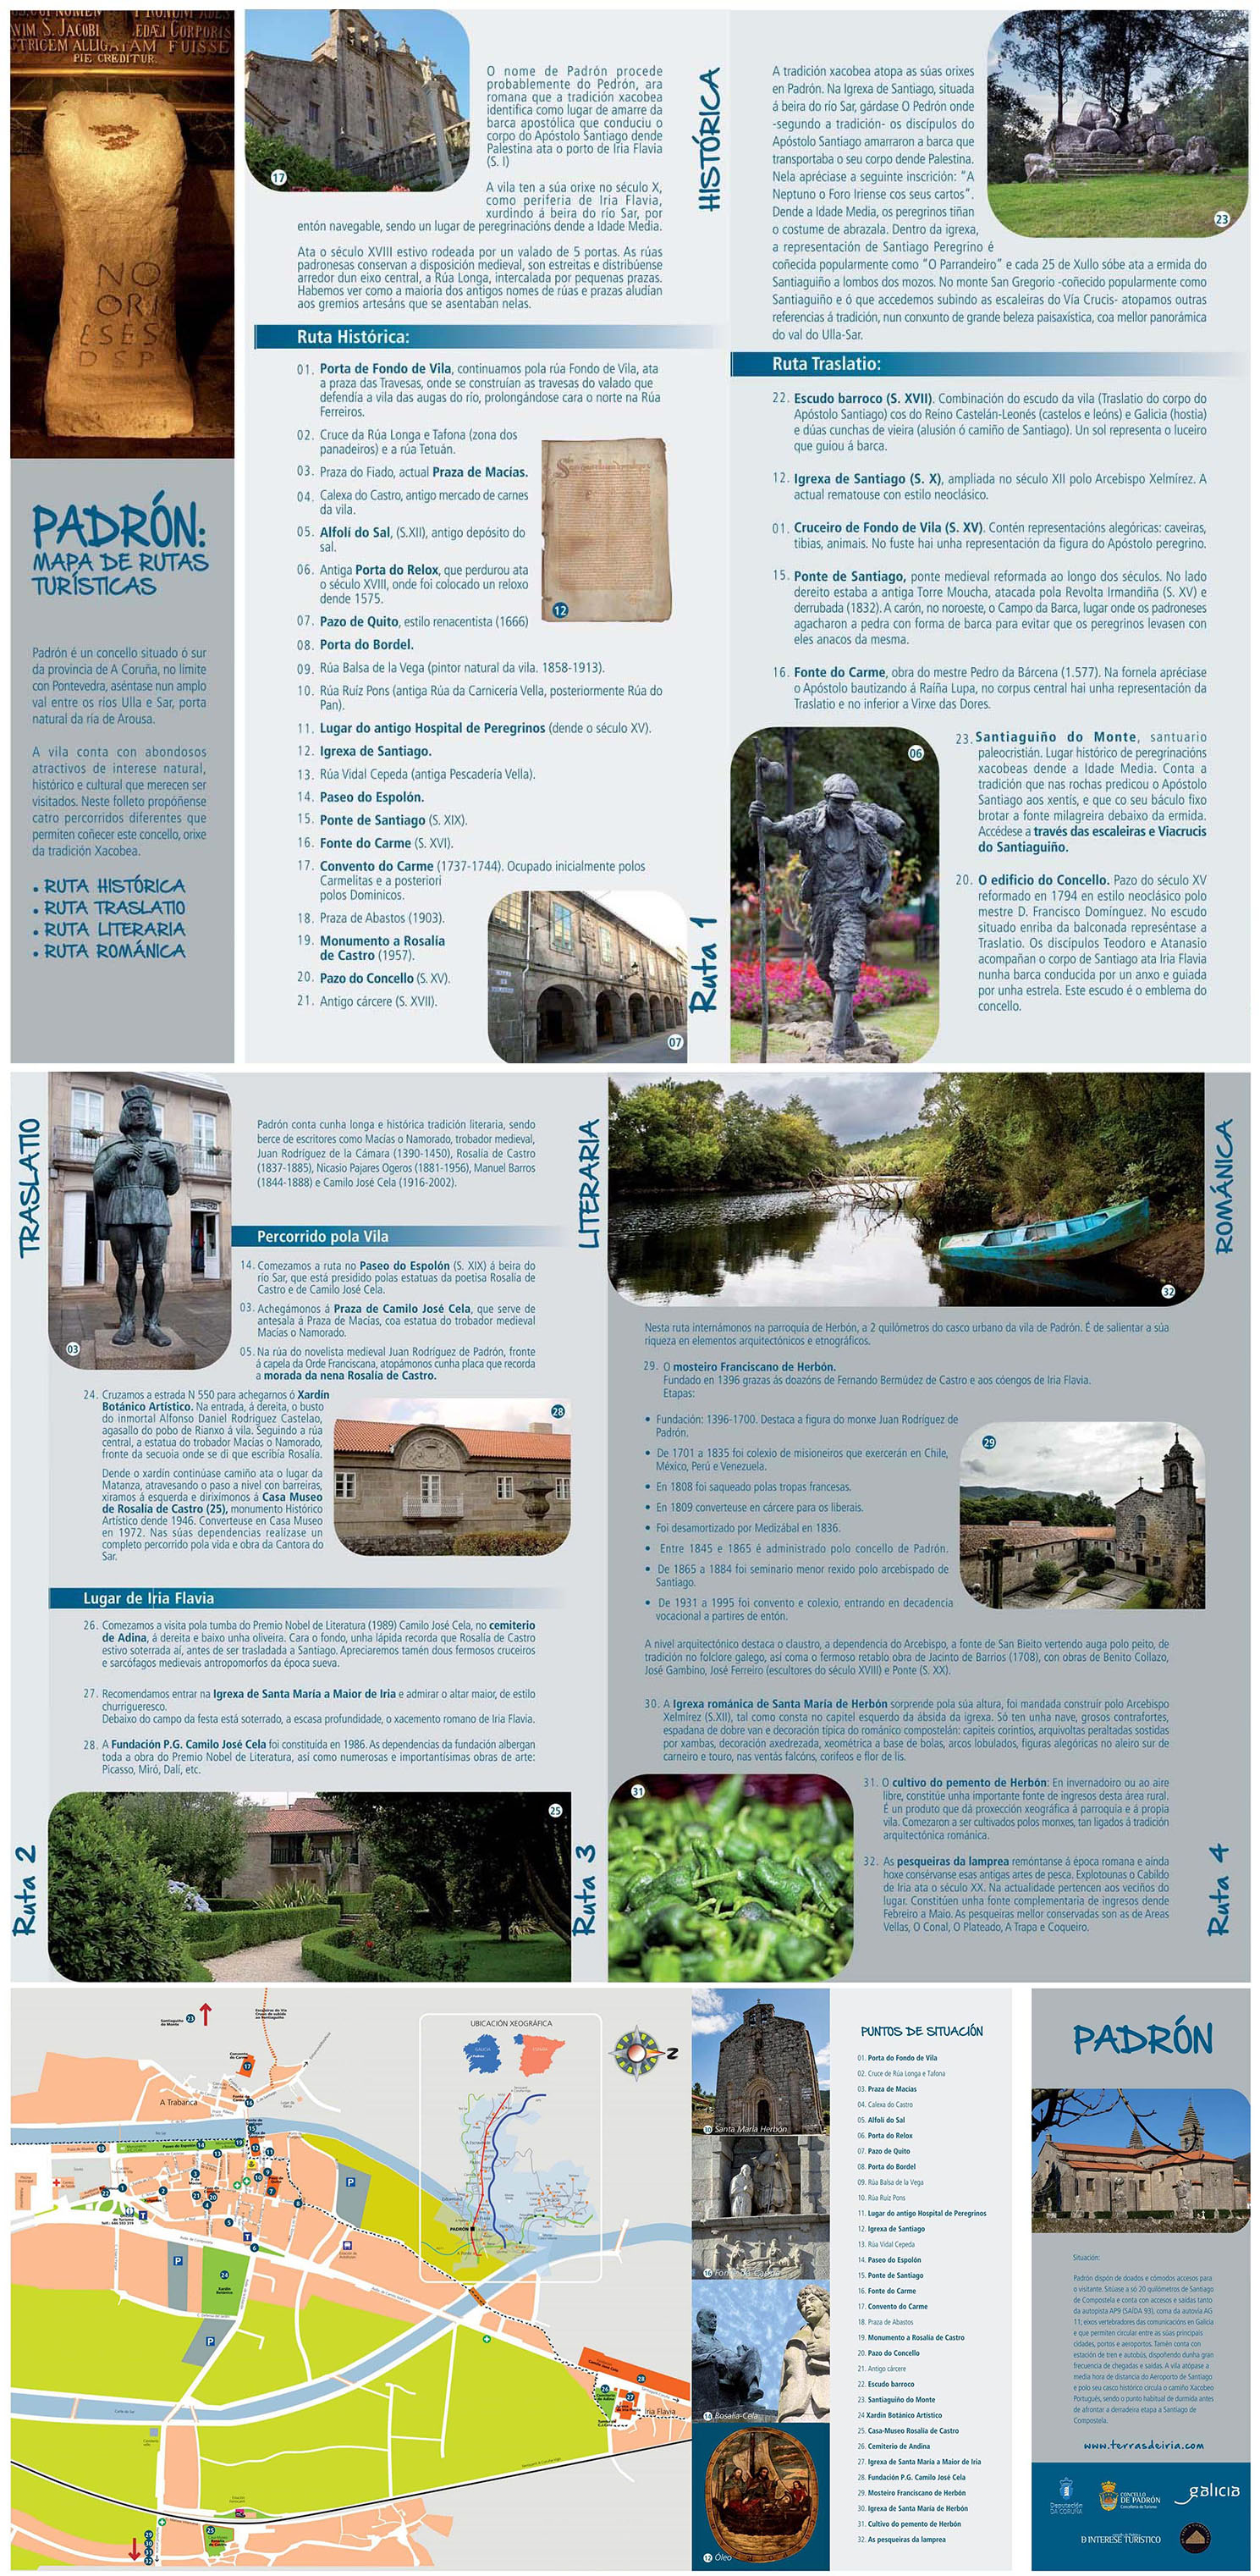 VIM S. JACOBI
TRICEM ALLIGATAM FUISSE
PIE CREDITUR.
NO
ORI
ESES
DSP
PADRÓN:
MAPA DE RUTAS
TURÍSTICAS
Padrón é un concello situado ó sur
da provincia de A Coruña, no límite
con Pontevedra, aséntase nun amplo
val entre os ríos Ulla e Sar, porta
natural da ría de Arousa.
A vila conta con abondosos
atractivos de interese natural,
histórico e cultural que merecen ser
visitados. Neste folleto propóñense
catro percorridos diferentes que
permiten coñecer este concello, orixe
da tradición Xacobea.
• RUTA HISTÓRICA
• RUTA TRASLATIO
• RUTA LITERARIA
• RUTA ROMÁNICA
17
O nome de Padrón procede
probablemente do Pedrón, ara
romana que a tradición xacobea
identifica como lugar de amarre da
barca apostólica que conduciu o
corpo do Apóstolo Santiago dende
Palestina ata o porto de Iria Flavia
(S. I)
A vila ten a súa orixe no século X,
como periferia de Iria Flavia,
xurdindo á beira do río Sar, por
entón navegable, sendo un lugar de peregrinacións dende a Idade Media.
Ata o século XVIII estivo rodeada por un valado de 5 portas. As rúas
padronesas conservan a disposición medieval, son estreitas e distribúense
arredor dun eixo central, a Rúa Longa, intercalada por pequenas prazas.
Habemos ver como a maioría dos antigos nomes de rúas e prazas aludían
aos gremios artesáns que se asentaban nelas.
Ruta Histórica:
01. Porta de Fondo de Vila, continuamos pola rúa Fondo de Vila, ata
a praza das Travesas, onde se construían as travesas do valado que
defendía a vila das augas do río, prolongándose cara o norte na Rúa
Ferreiros.
02. Cruce da Rúa Longa e Tafona (zona dos
panadeiros) e a rúa Tetuán.
03. Praza do Fiado, actual Praza de Macías.
04. Calexa do Castro, antigo mercado de carnes
da vila.
05. Alfolí do Sal, (S.XII), antigo depósito do
sal.
06. Antiga Porta do Relox, que perdurou ata
o século XVIII, onde foi colocado un reloxo
dende 1575.
07. Pazo de Quito, estilo renacentista (1666)
08. Porta do Bordel.
09. Rúa Balsa de la Vega (pintor natural da vila. 1858-1913).
10. Rúa Ruíz Pons (antiga Rúa da Carnicería Vella, posteriormente Rúa do
Pan).
11. Lugar do antigo Hospital de Peregrinos (dende o século XV).
12. Igrexa de Santiago.
13. Rúa Vidal Cepeda (antiga Pescadería Vella).
14. Paseo do Espolón.
15. Ponte de Santiago (S. XIX).
16. Fonte do Carme (S. XVI).
17. Convento do Carme (1737-1744). Ocupado inicialmente polos
Carmelitas e a posteriori
polos Dominicos.
18. Praza de Abastos (1903).
19. Monumento a Rosalía
de Castro (1957).
20. Pazo do Concello (S. XV).
21. Antigo cárcere (S. XVII).
12
07
HISTÓRICA
Ruta 1
A tradición xacobea atopa as súas orixes
en Padrón. Na Igrexa de Santiago, situada
á beira do río Sar, gárdase O Pedrón onde
-segundo a tradición- os discípulos do
Apóstolo Santiago amarraron a barca que
transportaba o seu corpo dende Palestina.
Nela apréciase a seguinte inscrición: "A
Neptuno o Foro Iriense cos seus cartos".
Dende a Idade Media, os peregrinos tiñan
o costume de abrazala. Dentro da igrexa,
a representación de Santiago Peregrino é
coñecida popularmente como "O Parrandeiro" e cada 25 de Xullo sóbe ata a ermida do
Santiaguiño a lombos dos mozos. No monte San Gregorio -coñecido popularmente como
Santiaguiño e ó que accedemos subindo as escaleiras do Vía Crucis- atopamos outras
referencias á tradición, nun conxunto de grande beleza paisaxística, coa mellor panorámica
do val do Ulla-Sar.
23
Ruta Traslatio:
22. Escudo barroco (S. XVII). Combinación do escudo da vila (Traslatio do corpo do
Apóstolo Santiago) cos do Reino Castelán-Leonés (castelos e leóns) e Galicia (hostia)
e dúas cunchas de vieira (alusión ó camiño de Santiago). Un sol representa o luceiro
que guiou á barca.
12. Igrexa de Santiago (S. X), ampliada no século XII polo Arcebispo Xelmírez. A
actual rematouse con estilo neoclásico.
01. Cruceiro de Fondo de Vila (S. XV). Contén representacións alegóricas: caveiras,
tibias, animais. No fuste hai unha representación da figura do Apóstolo peregrino.
15. Ponte de Santiago, ponte medieval reformada ao longo dos séculos. No lado
dereito estaba a antiga Torre Moucha, atacada pola Revolta Irmandiña (S. XV) e
derrubada (1832). A carón, no noroeste, o Campo da Barca, lugar onde os padroneses
agacharon a pedra con forma de barca para evitar que os peregrinos levasen con
eles anacos da mesma.
16. Fonte do Carme, obra do mestre Pedro da Bárcena (1.577). Na fornela apréciase
o Apóstolo bautizando á Raíña Lupa, no corpus central hai unha representación da
Traslatio e no inferior a Virxe das Dores.
06
23. Santiaguiño do Monte, santuario
paleocristián. Lugar histórico de peregrinacións
xacobeas dende a Idade Media. Conta a
tradición que nas rochas predicou o Apóstolo
Santiago aos xentís, e que co seu báculo fixo
brotar a fonte milagreira debaixo da ermida.
Accédese a través das escaleiras e Viacrucis
do Santiaguiño.
20. O edificio do Concello. Pazo do século XV
reformado en 1794 en estilo neoclásico polo
mestre D. Francisco Domínguez. No escudo
situado enriba da balconada represéntase a
Traslatio. Os discípulos Teodoro e Atanasio
acompañan o corpo de Santiago ata Iria Flavia
nunha barca conducida por un anxo e guiada
por unha estrela. Este escudo é o emblema do
concello.
TRASLATIO
03
Padrón conta cunha longa e histórica tradición literaria, sendo
berce de escritores como Macías o Namorado, trobador medieval,
Juan Rodríguez de la Cámara (1390-1450), Rosalía de Castro
(1837-1885), Nicasio Pajares Ogeros (1881-1956), Manuel Barros
(1844-1888) e Camilo José Cela (1916-2002).
Percorrido pola Vila
14. Comezamos a ruta no Paseo do Espolón (S. XIX) á beira do
río Sar, que está presidido polas estatuas da poetisa Rosalía de
Castro e de Camilo José Cela.
03. Achegámonos á Praza de Camilo José Cela, que serve de
antesala á Praza de Macías, coa estatua do trobador medieval
Macías o Namorado.
05. Na rúa do novelista medieval Juan Rodríguez de Padrón, fronte
á capela da Orde Franciscana, atopámonos cunha placa que recorda
a morada da nena Rosalía de Castro.
24. Cruzamos a estrada N 550 para achegarnos ó Xardín
Botánico Artístico. Na entrada, á dereita, o busto
do inmortal Alfonso Daniel Rodríguez Castelao,
agasallo do pobo de Rianxo á vila. Seguindo a rúa
central, a estatua do trobador Macías o Namorado,
fronte da secuoia onde se di que escribía Rosalía.
Dende o xardín continúase camiño ata o lugar da
Matanza, atravesando o paso a nivel con barreiras,
xiramos á esquerda e diriximonos á Casa Museo
de Rosalía de Castro (25), monumento Histórico
Artístico dende 1946. Converteuse en Casa Museo
en 1972. Nas súas dependencias realízase un
completo percorrido pola vida e obra da Cantora do
Sar.
28
Lugar de Iria Flavia
26. Comezamos a visita pola tumba do Premio Nobel de Literatura (1989) Camilo José Cela, no cemiterio
de Adina, á dereita e baixo unha oliveira. Cara o fondo, unha lápida recorda que Rosalía de Castro
estivo soterrada aí, antes de ser trasladada a Santiago. Apreciaremos tamén dous fermosos cruceiros
e sarcófagos medievais antropomorfos da época sueva.
27. Recomendamos entrar na Igrexa de Santa María a Maior de Iria e admirar o altar maior, de estilo
churrigueresco.
Debaixo do campo da festa está soterrado, a escasa profundidade, o xacemento romano de Iria Flavia.
28. A Fundación P.G. Camilo José Cela foi constituída en 1986. As dependencias da fundación albergan
toda a obra do Premio Nobel de Literatura, así como numerosas e importantísimas obras de arte:
Picasso, Miró, Dalí, etc.
25
Ruta 2
LITERARIA
Ruta 3
32
ROMÁNICA
Nesta ruta internámonos na parroquia de Herbón, a 2 quilómetros do casco urbano da vila de Padrón. É de salientar a súa
riqueza en elementos arquitectónicos e etnográficos.
29. O mosteiro Franciscano de Herbón.
Fundado en 1396 grazas ás doazóns de Fernando Bermúdez de Castro e aos cóengos de Iria Flavia.
Etapas:
• Fundación: 1396-1700. Destaca a figura do monxe Juan Rodríguez de
Padrón.
• De 1701 a 1835 foi colexio de misioneiros que exercerán en Chile,
México, Perú e Venezuela.
• En 1808 foi saqueado polas tropas francesas.
• En 1809 converteuse en cárcere para os liberais.
• Foi desamortizado por Medizábal en 1836.
• Entre 1845 e 1865 é administrado polo concello de Padrón.
• De 1865 a 1884 foi seminario menor rexido polo arcebispado de
Santiago.
• De 1931 a 1995 foi convento e colexio, entrando en decadencia
vocacional a partires de entón.
29
A nivel arquitectónico destaca o claustro, a dependencia do Arcebispo, a fonte de San Bieito vertendo auga polo peito, de
tradición no folclore galego, así coma o fermoso retablo obra de Jacinto de Barrios (1708), con obras de Benito Collazo,
José Gambino, José Ferreiro (escultores do século XVIII) e Ponte (S. XX).
30. A Igrexa románica de Santa María de Herbón sorprende pola súa altura, foi mandada construír polo Arcebispo
Xelmírez (S.XII), tal como consta no capitel esquerdo da ábsida da igrexa. Só ten unha nave, grosos contrafortes,
espadana de dobre van e decoración típica do románico compostelán: capiteis corintios, arquivoltas peraltadas sostidas
por xambas, decoración axedrezada, xeométrica a base de bolas, arcos lobulados, figuras alegóricas no aleiro sur de
carneiro e touro, nas ventás falcóns, corifeos e flor de lis.
31
31. O cultivo do pemento de Herbón: En invernadoiro ou ao aire
libre, constitúe unha importante fonte de ingresos desta área rural.
É un produto que dá proxección xeográfica á parroquia e á propia
vila. Comezaron a ser cultivados polos monxes, tan ligados á tradición
arquitectónica románica.
32. As pesqueiras da lamprea remóntanse á época romana e aínda
hoxe consérvanse esas antigas artes de pesca. Explotounas o Cabildo
de Iria ata o século XX. Na actualidade pertencen aos veciños do
lugar. Constitúen unha fonte complementaria de ingresos dende
Febreiro a Maio. As pesqueiras mellor conservadas son as de Areas
Vellas, O Conal, O Plateado, A Trapa e Coqueiro.
Ruta 4
UBICACIÓN XEOGRÁFICA
A Trabanca
PADRÓN
Iria Flavia
Z
30 Santa María Herbón
16
14 Rosalía-Cela
12 Óleo
PUNTOS DE SITUACIÓN
01. Porta do Fondo de Vila
02. Cruce de Rúa Longa e Tafona
03. Praza de Macías
04. Calexa do Castro
05. Alfolí do Sal
06. Porta do Relox
07. Pazo de Quito
08. Porta do Bordel
09. Rúa Balsa de la Vega
10. Rúa Ruíz Pons
11. Lugar do antigo Hospital de Peregrinos
12. Igrexa de Santiago
13. Rúa Vidal Cepeda
14. Paseo do Espolón
15. Ponte de Santiago
16. Fonte do Carme
17. Convento do Carme
18. Praza de Abastos
19. Monumento a Rosalía de Castro
20. Pazo do Concello
21. Antigo cárcere
22. Escudo barroco
23. Santiaguiño do Monte
24 Xardín Botánico Artístico
25. Casa-Museo Rosalía de Castro
26. Cemiterio de Andina
27. Igrexa de Santa María a Maior de Iria
28. Fundación P.G. Camilo José Cela
29. Mosteiro Franciscano de Herbón
30. Igrexa de Santa María de Herbón
31. Cultivo do pemento de Herbón
32. As pesqueiras da lamprea
PADRÓN
Situación:
Padrón dispón de doados e cómodos accesos para
o visitante. Sitúase a só 20 quilómetros de Santiago
de Compostela e conta con accesos e saídas tanto
da autopista AP9 (SAÍDA 93), coma da autovía AG
11; eixos vertebradores das comunicacións en Galicia
e que permiten circular entre as súas principais
cidades, portos e aeroportos. Tamén conta con
estación de tren e autobús, dispoñendo dunha gran
frecuencia de chegadas e saídas. A vila atópase a
media hora de distancia do Aeroporto de Santiago
e polo seu casco histórico circula o camiño Xacobeo
Portugués, sendo o punto habitual de durmida antes
de afrontar a derradeira etapa a Santiago de
Compostela.
www.terrasdeiria.com
Deputación
DA CORUÑA
CONCELLO
DE PADRÓN
Concellería de Turismo
galicia
D INTERESE TURÍSTICO